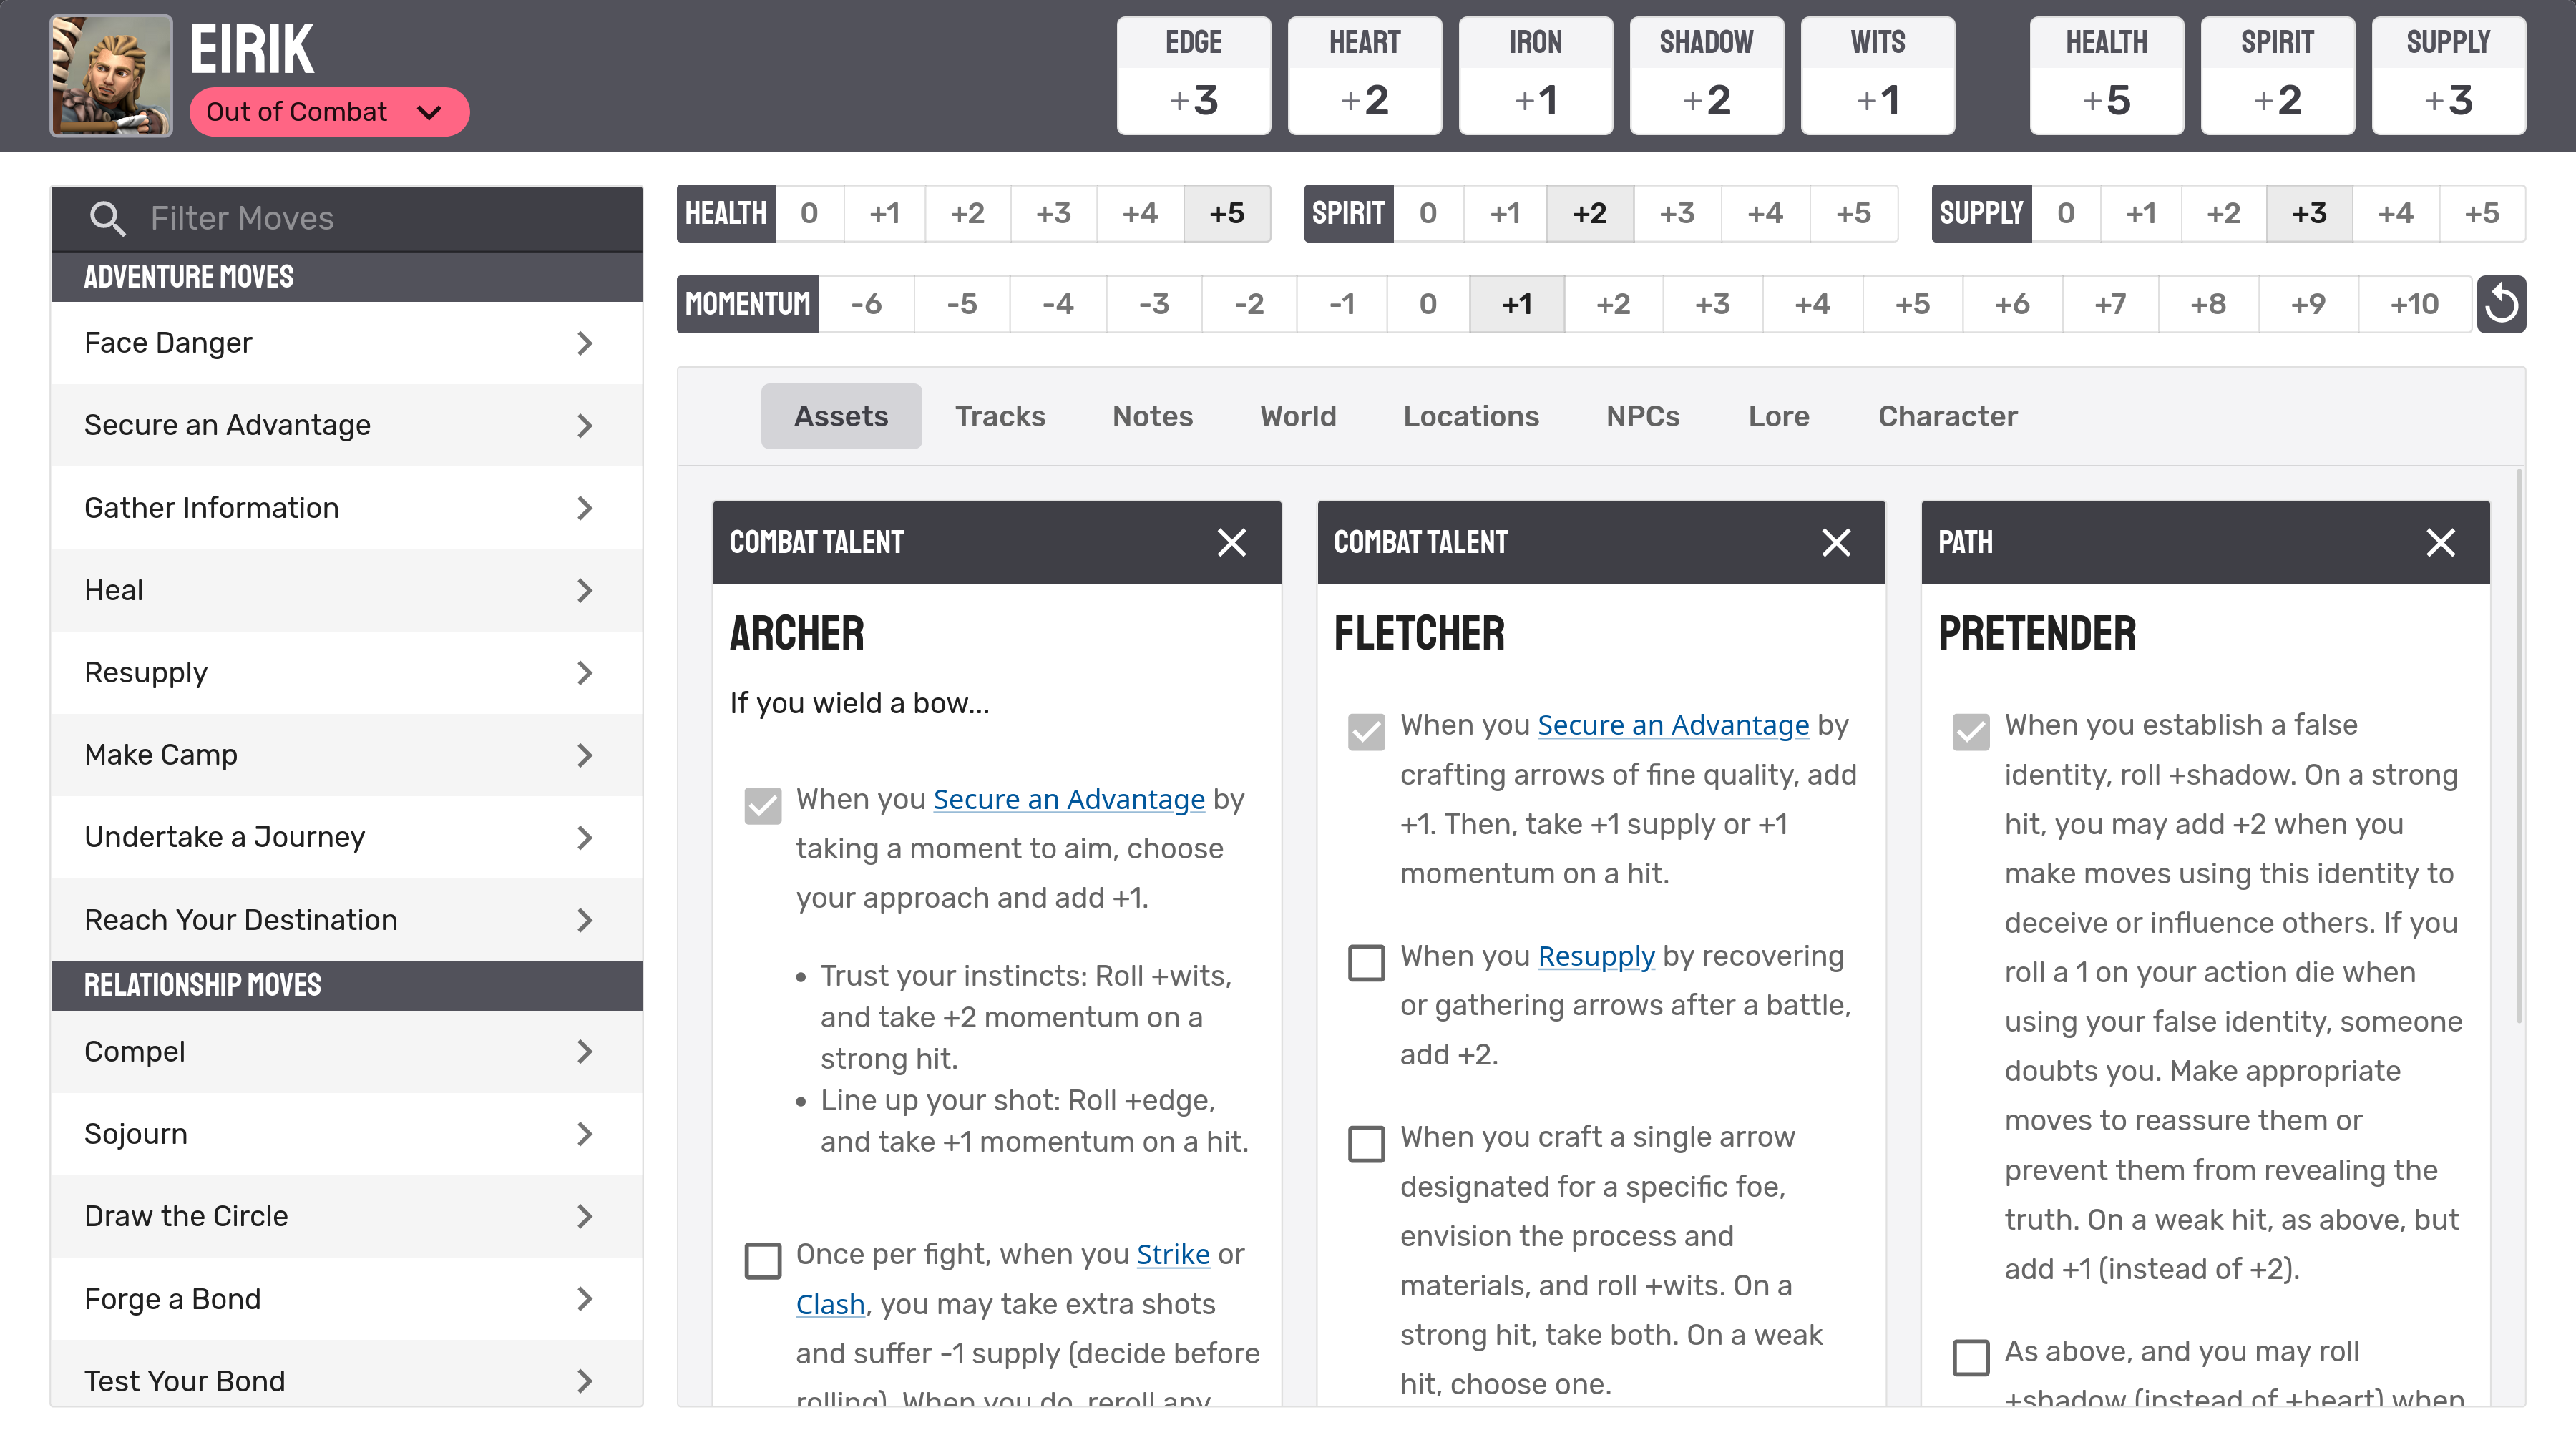 EIRIK
Out of Combat
EDGE
+3
HEART
+2
IRON
+1
SHADOW
+2
WITS
+1
HEALTH
+5
SPIRIT
+2
SUPPLY
+3
Filter Moves
ADVENTURE MOVES
Face Danger
Secure an Advantage
Gather Information
Heal
Resupply
Make Camp
Undertake a Journey
Reach Your Destination
RELATIONSHIP MOVES
Compel
Sojourn
Draw the Circle
Forge a Bond
Test Your Bond
HEALTH 0 +1 +2 +3 +4 +5
SPIRIT 0 +1 +2 +3 +4 +5
SUPPLY 0 +1 +2 +3 +4 +5
MOMENTUM -6 -5 -4 -3 -2 -1 0 +1 +2 +3 +4 +5 +6 +7 +8 +9 +10
Assets Tracks Notes World Locations NPCs Lore Character
COMBAT TALENT
ARCHER
If you wield a bow...
When you Secure an Advantage by
taking a moment to aim, choose
your approach and add +1.
• Trust your instincts: Roll +wits,
and take +2 momentum on a
strong hit.
• Line up your shot: Roll +edge,
and take +1 momentum on a hit.
Once per fight, when you Strike or
Clash, you may take extra shots
and suffer -1 supply (decide before
rolling). When you do, reroll any
COMBAT TALENT
FLETCHER
When you Secure an Advantage by
crafting arrows of fine quality, add
+1. Then, take +1 supply or +1
momentum on a hit.
When you Resupply by recovering
or gathering arrows after a battle,
add +2.
When you craft a single arrow
designated for a specific foe,
envision the process and
materials, and roll +wits. On a
strong hit, take both. On a weak
hit, choose one.
PATH
PRETENDER
When you establish a false
identity, roll +shadow. On a strong
hit, you may add +2 when you
make moves using this identity to
deceive or influence others. If you
roll a 1 on your action die when
using your false identity, someone
doubts you. Make appropriate
moves to reassure them or
prevent them from revealing the
truth. On a weak hit, as above, but
add +1 (instead of +2).
As above, and you may roll
+shadow (instead of +heart) when